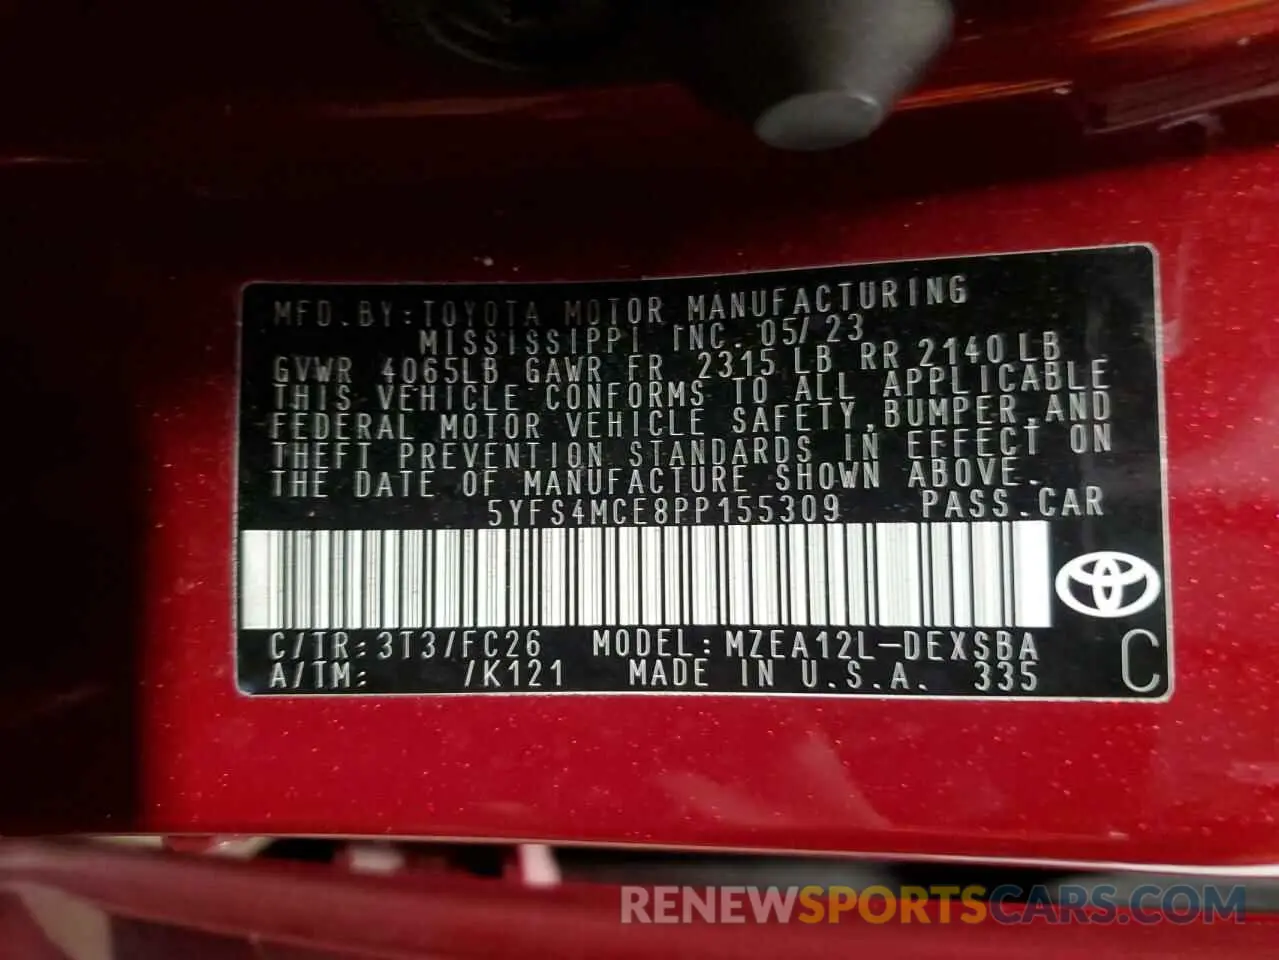 MFD.BY:TOYOTA MOTOR MANUFACTURING
MISSISSIPPI INC. 05/23
GVWR 4065LB GAWR FR 2315 LB RR 2140 LB
THIS VEHICLE CONFORMS TO ALL APPLICABLE
FEDERAL MOTOR VEHICLE SAFETY,BUMPER,AND
THEFT PREVENTION STANDARDS IN EFFECT ON
THE DATE OF MANUFACTURE SHOWN ABOVE.
5YFS4MCE8PP155309 PASS.CAR
C/TR:3T3/FC26 MODEL:MZEA12L-DEXSBA
A/TM: /K121 MADE IN U.S.A. 335
C
RENEWSPORTSCARS.COM